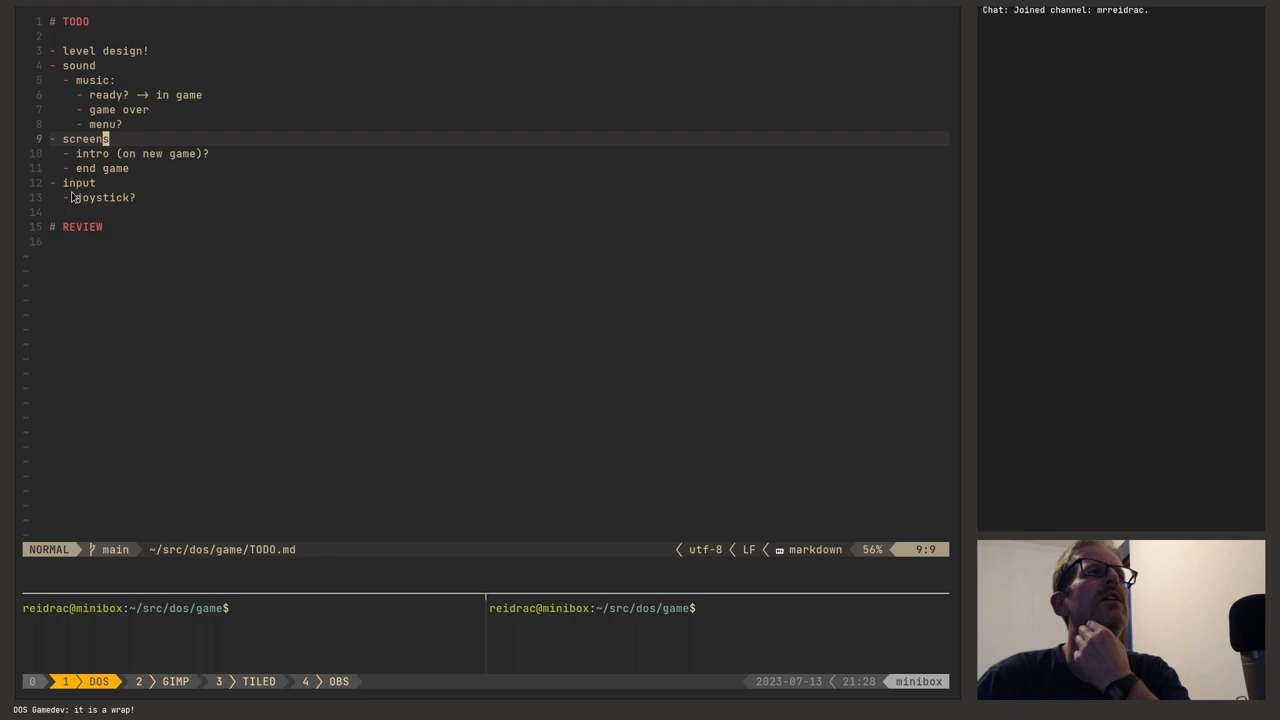 Chat: Joined channel: mrreidrac.
1 # TODO
2
3 - level design!
4 - sound
5 - music:
6 - ready? -> in game
7 - game over
8 - menu?
9 - screens
10 - intro (on new game)?
11 - end game
12 - input
13 - joystick?
14
15 # REVIEW
16
NORMAL main ~/src/dos/game/TODO.md utf-8 LF markdown 56% 9:9
reidrac@minibox:~/src/dos/game$ reidrac@minibox:~/src/dos/game$
0 1 DOS 2 GIMP 3 TILED 4 OBS 2023-07-13 21:28 minibox
DOS Gamedev: it is a wrap!